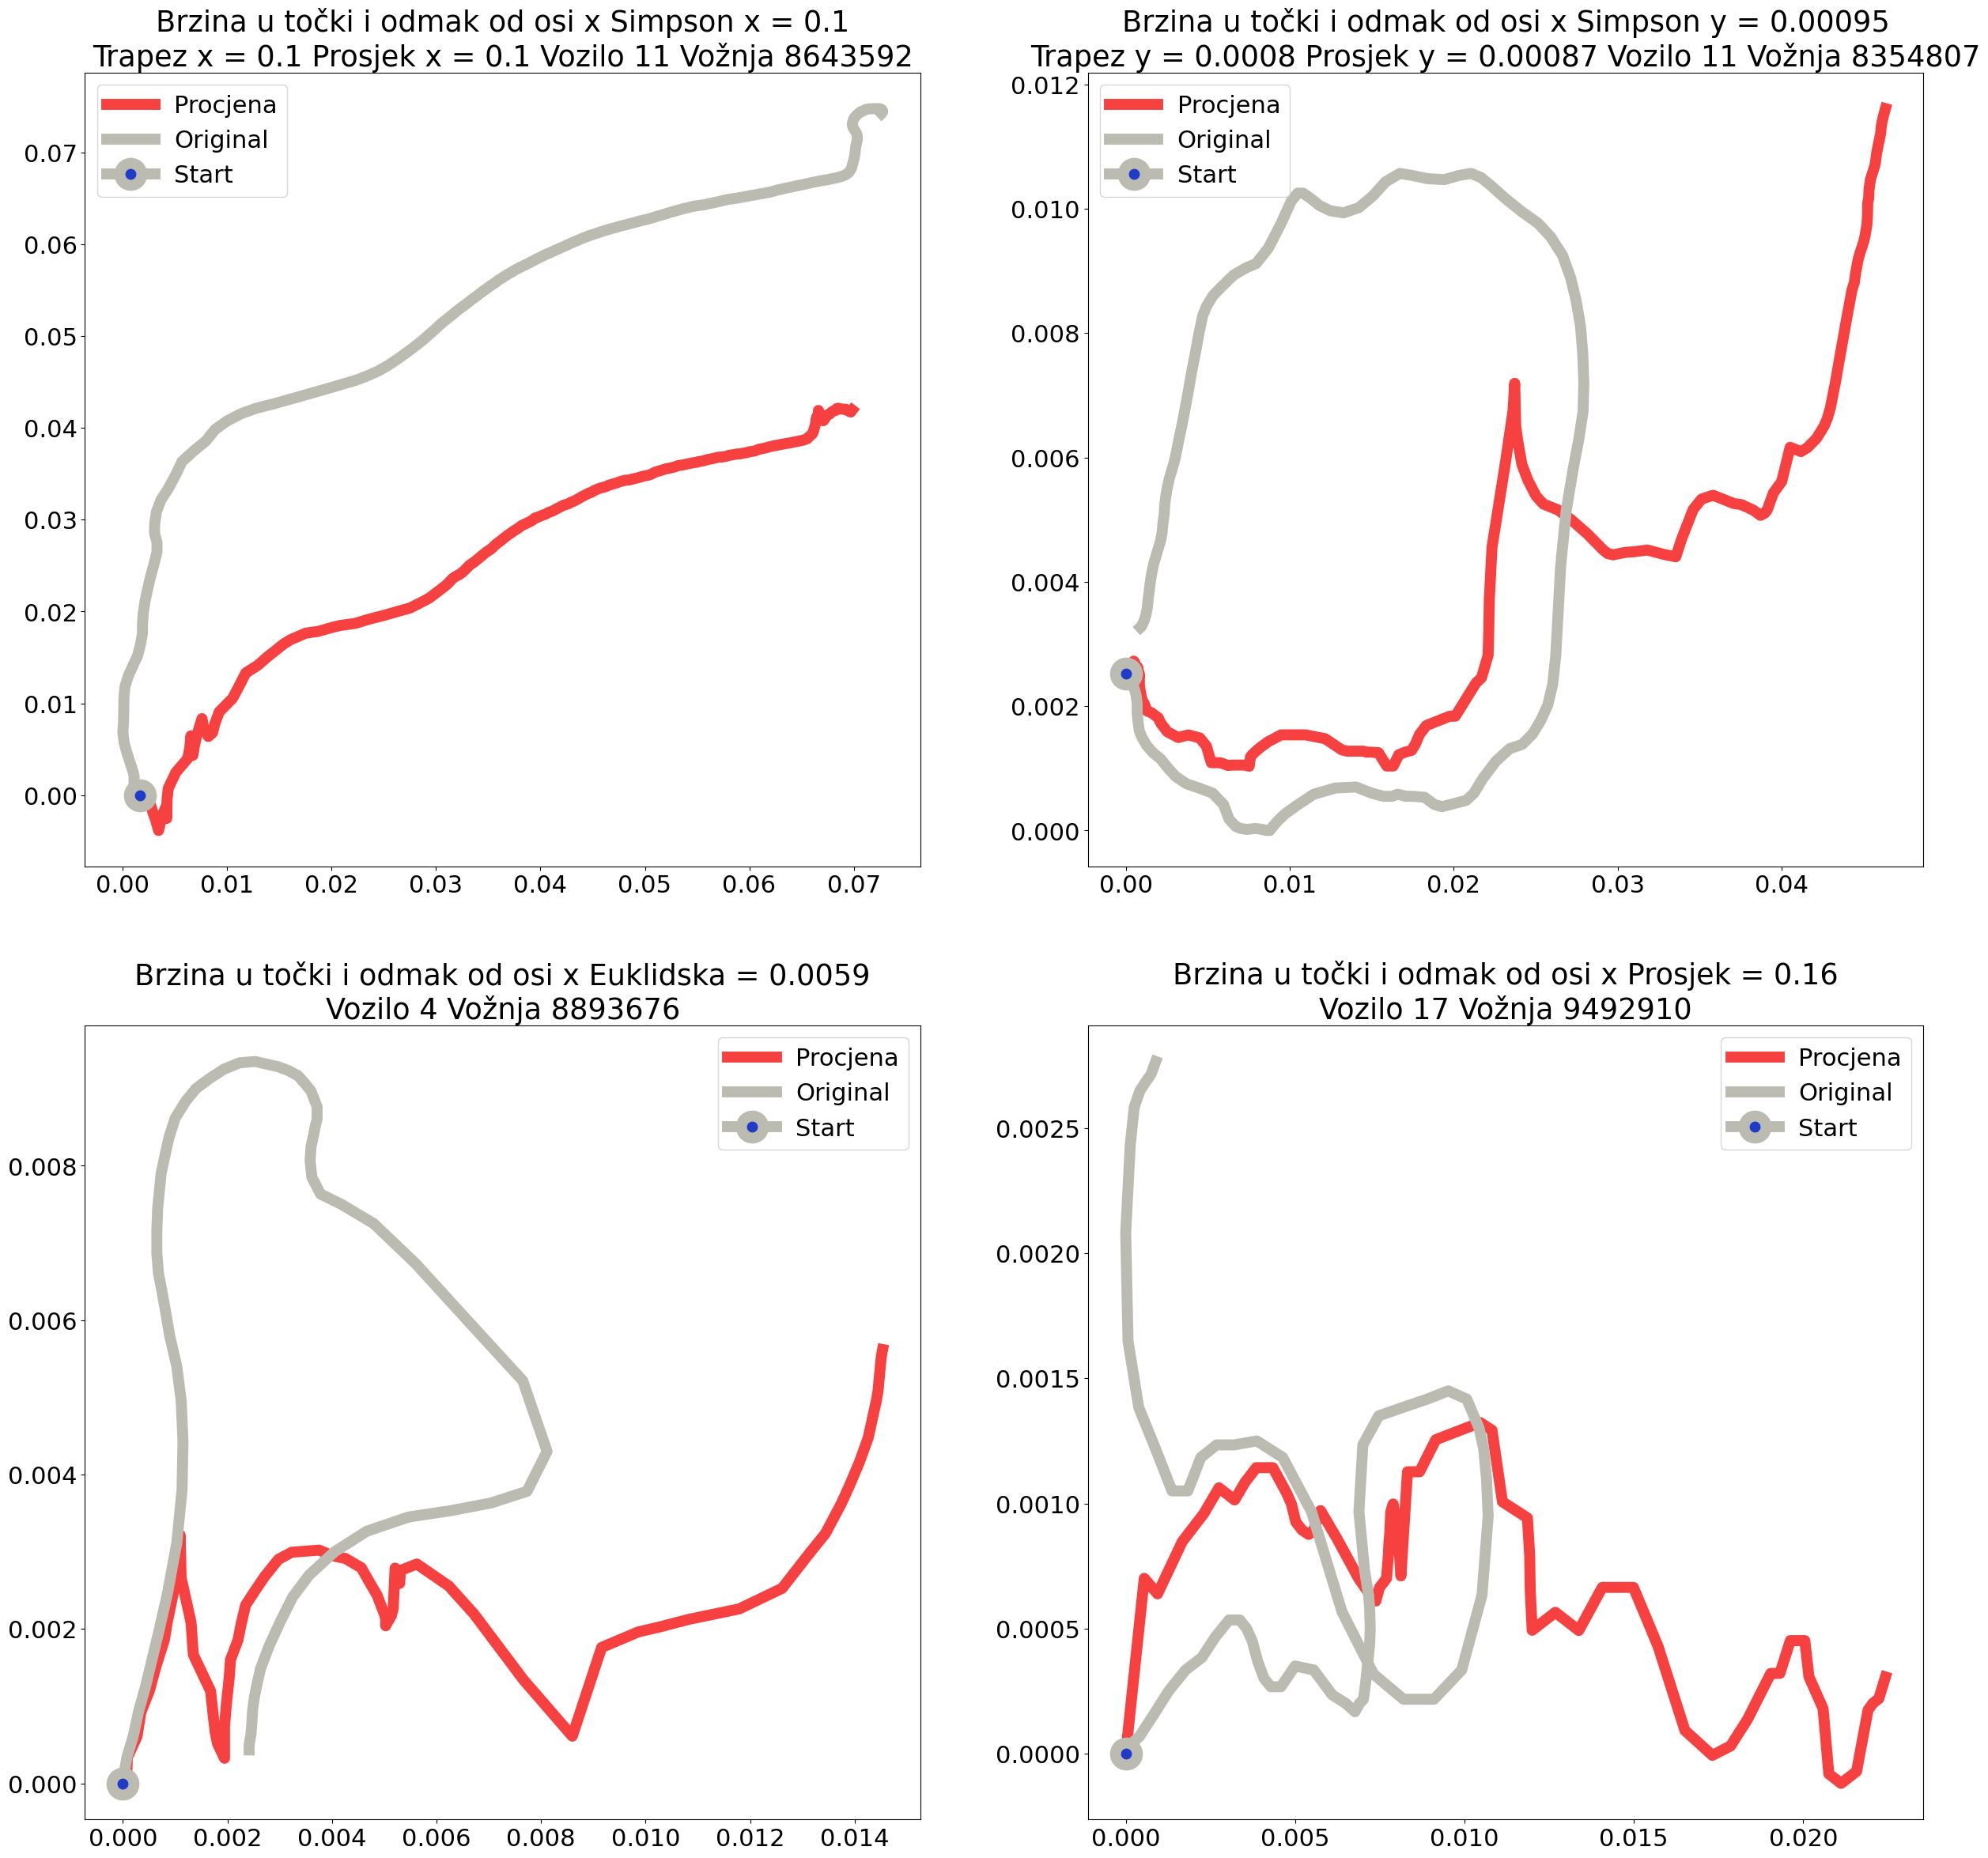 Brzina u točki i odmak od osi x Simpson x = 0.1
Trapez x = 0.1 Prosjek x = 0.1 Vozilo 11 Vožnja 8643592
Procjena
Original
Start
0.07
0.06
0.05
0.04
0.03
0.02
0.01
0.00
0.00 0.01 0.02 0.03 0.04 0.05 0.06 0.07
Brzina u točki i odmak od osi x Simpson y = 0.00095
Trapez y = 0.0008 Prosjek y = 0.00087 Vozilo 11 Vožnja 8354807
Procjena
Original
Start
0.012
0.010
0.008
0.006
0.004
0.002
0.000
0.00 0.01 0.02 0.03 0.04
Brzina u točki i odmak od osi x Euklidska = 0.0059
Vozilo 4 Vožnja 8893676
Procjena
Original
Start
0.008
0.006
0.004
0.002
0.000
0.000 0.002 0.004 0.006 0.008 0.010 0.012 0.014
Brzina u točki i odmak od osi x Prosjek = 0.16
Vozilo 17 Vožnja 9492910
Procjena
Original
Start
0.0025
0.0020
0.0015
0.0010
0.0005
0.0000
0.000 0.005 0.010 0.015 0.020